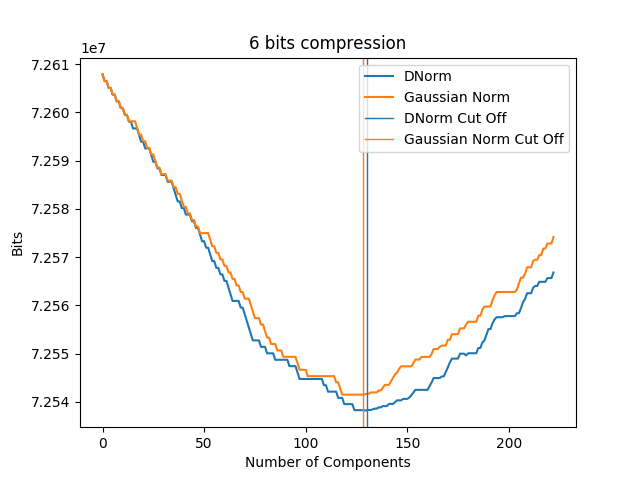 6 bits compression
1e7
7.261
7.260
7.259
7.258
7.257
7.256
7.255
7.254
Bits
0
50
100
150
200
Number of Components
DNorm
Gaussian Norm
DNorm Cut Off
Gaussian Norm Cut Off